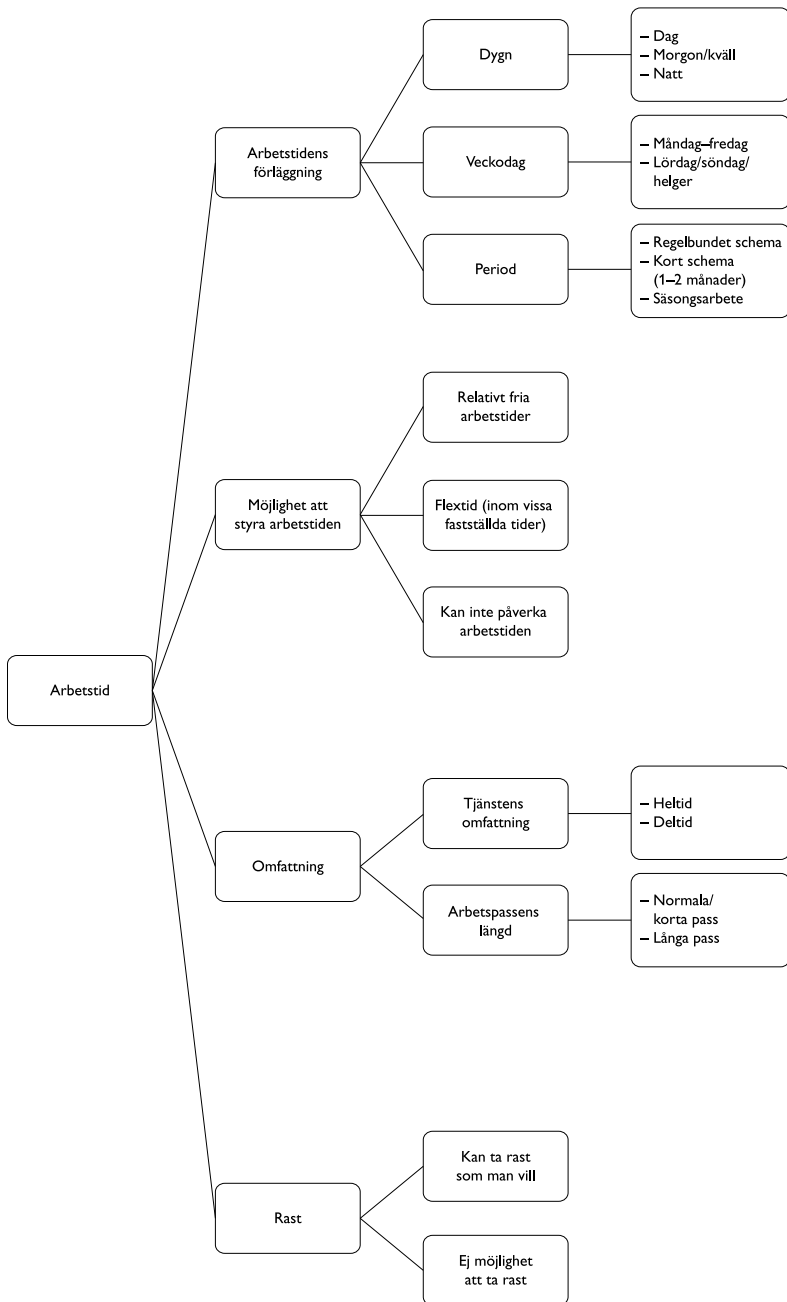 Arbetstid
Arbetstidens
förläggning
Dygn
– Dag
– Morgon/kväll
– Natt
Veckodag
– Måndag–fredag
– Lördag/söndag/
helger
Period
– Regelbundet schema
– Kort schema
(1–2 månader)
– Säsongsarbete
Möjlighet att
styra arbetstiden
Relativt fria
arbetstider
Flextid (inom vissa
fastställda tider)
Kan inte påverka
arbetstiden
Omfattning
Tjänstens
omfattning
– Heltid
– Deltid
Arbetspassens
längd
– Normala/
korta pass
– Långa pass
Rast
Kan ta rast
som man vill
Ej möjlighet
att ta rast